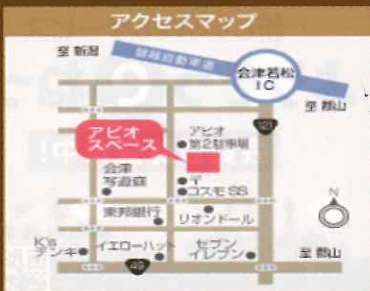 アクセスマップ
至 新潟
磐越自動車道
会津若松
IC
至 郡山
121
アピオ
スペース
アピオ
第2駐車場
会津
写真館
〒
コスモSS
東邦銀行
リオンドール
N
K's
デンキ
イエローハット
セブン
イレブン
至 郡山
49